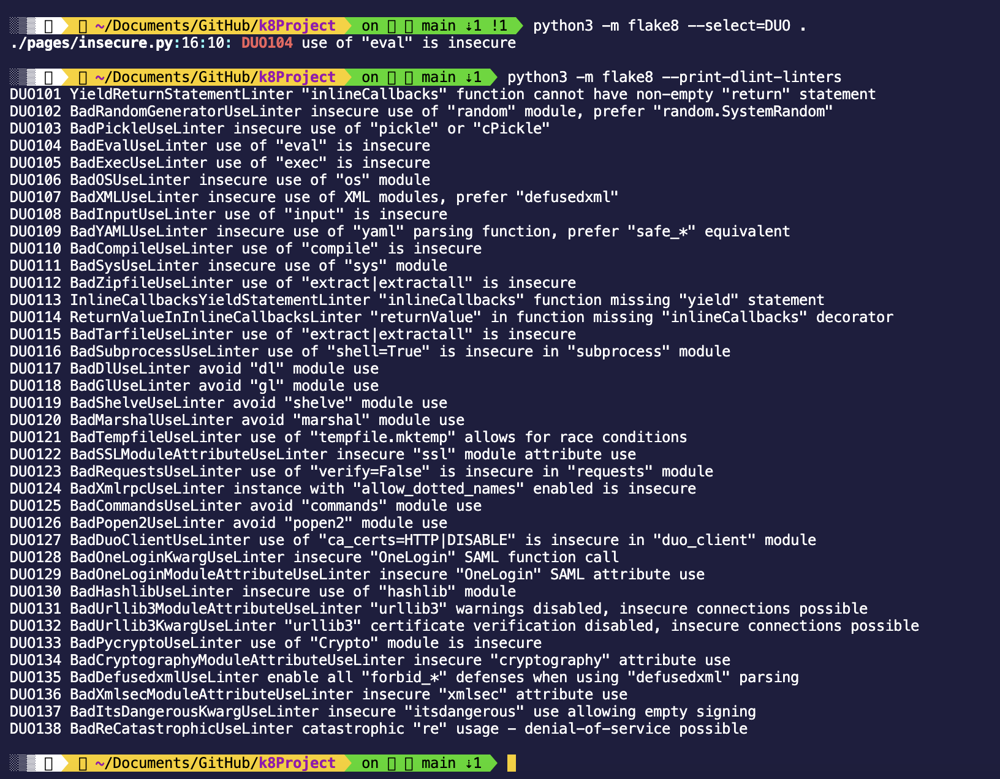 ~/Documents/GitHub/k8Project on main ⇣1 !1 python3 -m flake8 --select=DUO .
./pages/insecure.py:16:10: DUO104 use of "eval" is insecure
~/Documents/GitHub/k8Project on main ⇣1 python3 -m flake8 --print-dlint-linters
DUO101 YieldReturnStatementLinter "inlineCallbacks" function cannot have non-empty "return" statement
DUO102 BadRandomGeneratorUseLinter insecure use of "random" module, prefer "random.SystemRandom"
DUO103 BadPickleUseLinter insecure use of "pickle" or "cPickle"
DUO104 BadEvalUseLinter use of "eval" is insecure
DUO105 BadExecUseLinter use of "exec" is insecure
DUO106 BadOSUseLinter insecure use of "os" module
DUO107 BadXMLUseLinter insecure use of XML modules, prefer "defusedxml"
DUO108 BadInputUseLinter use of "input" is insecure
DUO109 BadYAMLUseLinter insecure use of "yaml" parsing function, prefer "safe_*" equivalent
DUO110 BadCompileUseLinter use of "compile" is insecure
DUO111 BadSysUseLinter insecure use of "sys" module
DUO112 BadZipfileUseLinter use of "extract|extractall" is insecure
DUO113 InlineCallbacksYieldStatementLinter "inlineCallbacks" function missing "yield" statement
DUO114 ReturnValueInInlineCallbacksLinter "returnValue" in function missing "inlineCallbacks" decorator
DUO115 BadTarfileUseLinter use of "extract|extractall" is insecure
DUO116 BadSubprocessUseLinter use of "shell=True" is insecure in "subprocess" module
DUO117 BadDlUseLinter avoid "dl" module use
DUO118 BadGlUseLinter avoid "gl" module use
DUO119 BadShelveUseLinter avoid "shelve" module use
DUO120 BadMarshalUseLinter avoid "marshal" module use
DUO121 BadTempfileUseLinter use of "tempfile.mktemp" allows for race conditions
DUO122 BadSSLModuleAttributeUseLinter insecure "ssl" module attribute use
DUO123 BadRequestsUseLinter use of "verify=False" is insecure in "requests" module
DUO124 BadXmlrpcUseLinter instance with "allow_dotted_names" enabled is insecure
DUO125 BadCommandsUseLinter avoid "commands" module use
DUO126 BadPopen2UseLinter avoid "popen2" module use
DUO127 BadDuoClientUseLinter use of "ca_certs=HTTP|DISABLE" is insecure in "duo_client" module
DUO128 BadOneLoginKwargUseLinter insecure "OneLogin" SAML function call
DUO129 BadOneLoginModuleAttributeUseLinter insecure "OneLogin" SAML attribute use
DUO130 BadHashlibUseLinter insecure use of "hashlib" module
DUO131 BadUrllib3ModuleAttributeUseLinter "urllib3" warnings disabled, insecure connections possible
DUO132 BadUrllib3KwargUseLinter "urllib3" certificate verification disabled, insecure connections possible
DUO133 BadPycryptoUseLinter use of "Crypto" module is insecure
DUO134 BadCryptographyModuleAttributeUseLinter insecure "cryptography" attribute use
DUO135 BadDefusedxmlUseLinter enable all "forbid_*" defenses when using "defusedxml" parsing
DUO136 BadXmlsecModuleAttributeUseLinter insecure "xmlsec" attribute use
DUO137 BadItsDangerousKwargUseLinter insecure "itsdangerous" use allowing empty signing
DUO138 BadReCatastrophicUseLinter catastrophic "re" usage - denial-of-service possible
~/Documents/GitHub/k8Project on main ⇣1